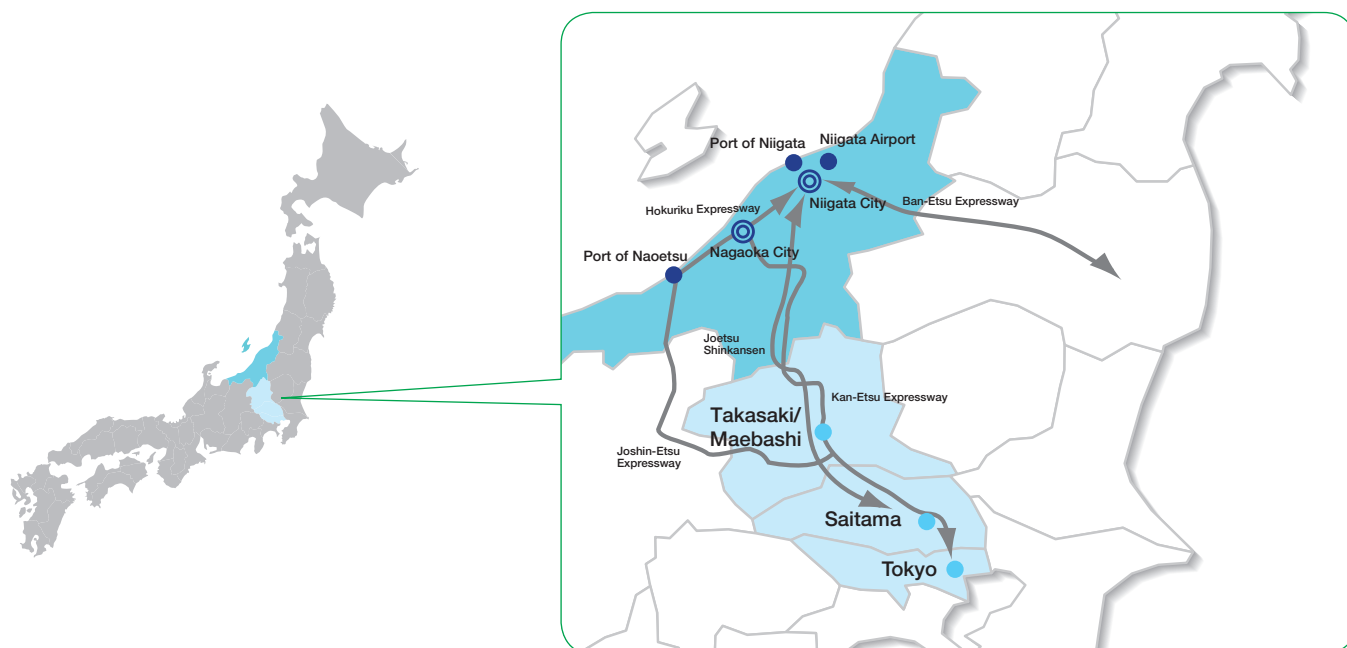 Port of Niigata
Niigata Airport
Hokuriku Expressway
Niigata City
Ban-Etsu Expressway
Nagaoka City
Port of Naoetsu
Joetsu
Shinkansen
Kan-Etsu Expressway
Takasaki/
Maebashi
Joshin-Etsu
Expressway
Saitama
Tokyo